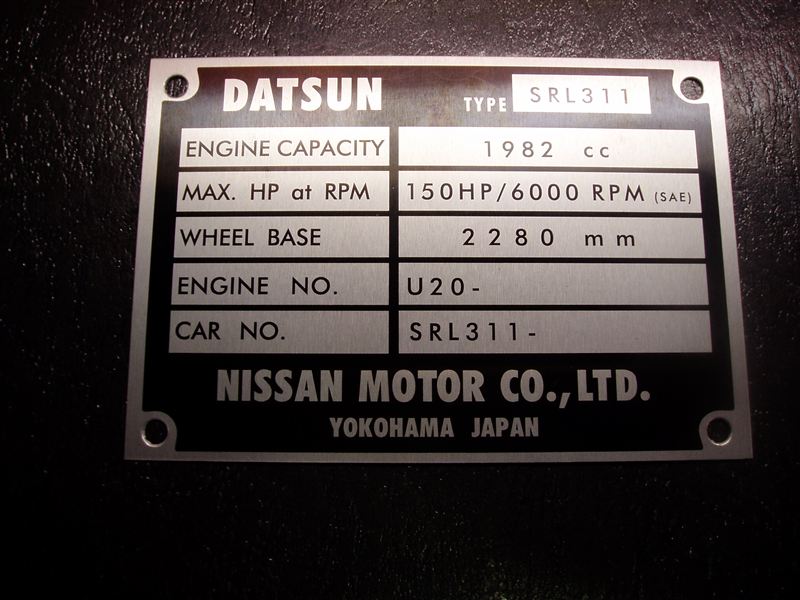 DATSUN TYPE SRL311
ENGINE CAPACITY 1982 cc
MAX. HP at RPM 150HP/6000 RPM (SAE)
WHEEL BASE 2280 mm
ENGINE NO. U20-
CAR NO. SRL311-
NISSAN MOTOR CO.,LTD.
YOKOHAMA JAPAN